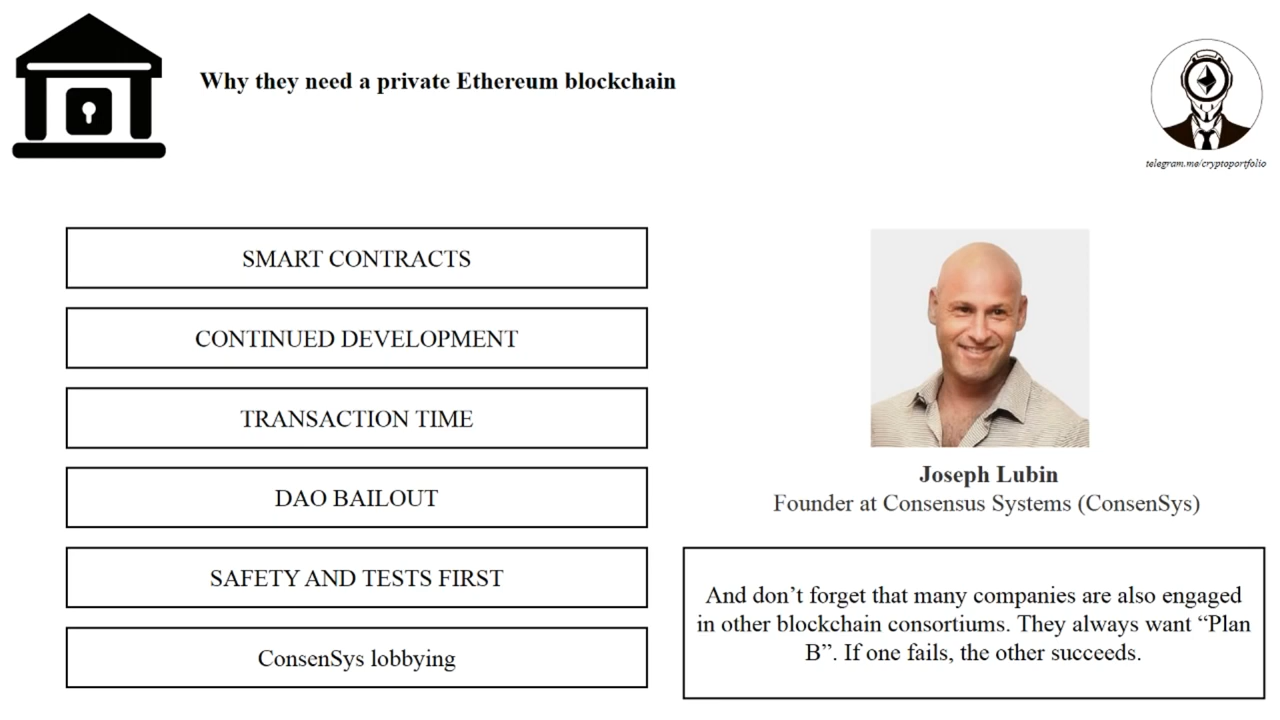 Why they need a private Ethereum blockchain
telegram.me/cryptoportfolio
SMART CONTRACTS
CONTINUED DEVELOPMENT
TRANSACTION TIME
DAO BAILOUT
SAFETY AND TESTS FIRST
ConsenSys lobbying
Joseph Lubin
Founder at Consensus Systems (ConsenSys)
And don’t forget that many companies are also engaged
in other blockchain consortiums. They always want “Plan
B”. If one fails, the other succeeds.